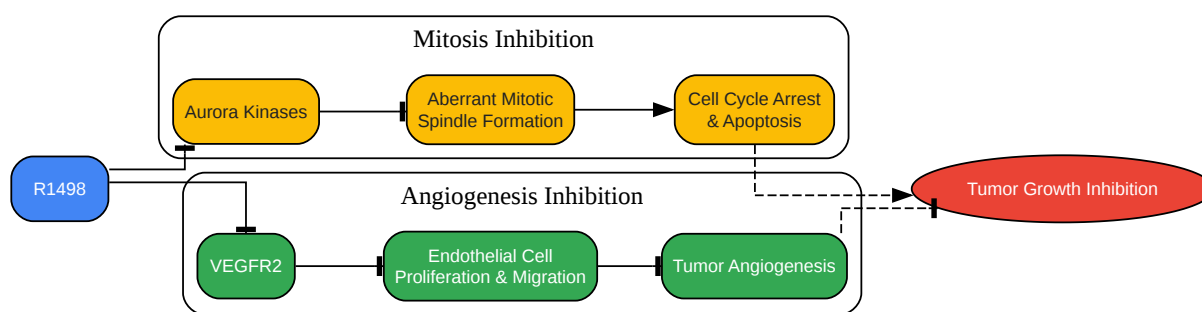 Mitosis Inhibition
Aurora Kinases
Aberrant Mitotic
Spindle Formation
Cell Cycle Arrest
& Apoptosis
R1498
Tumor Growth Inhibition
Angiogenesis Inhibition
VEGFR2
Endothelial Cell
Proliferation & Migration
Tumor Angiogenesis